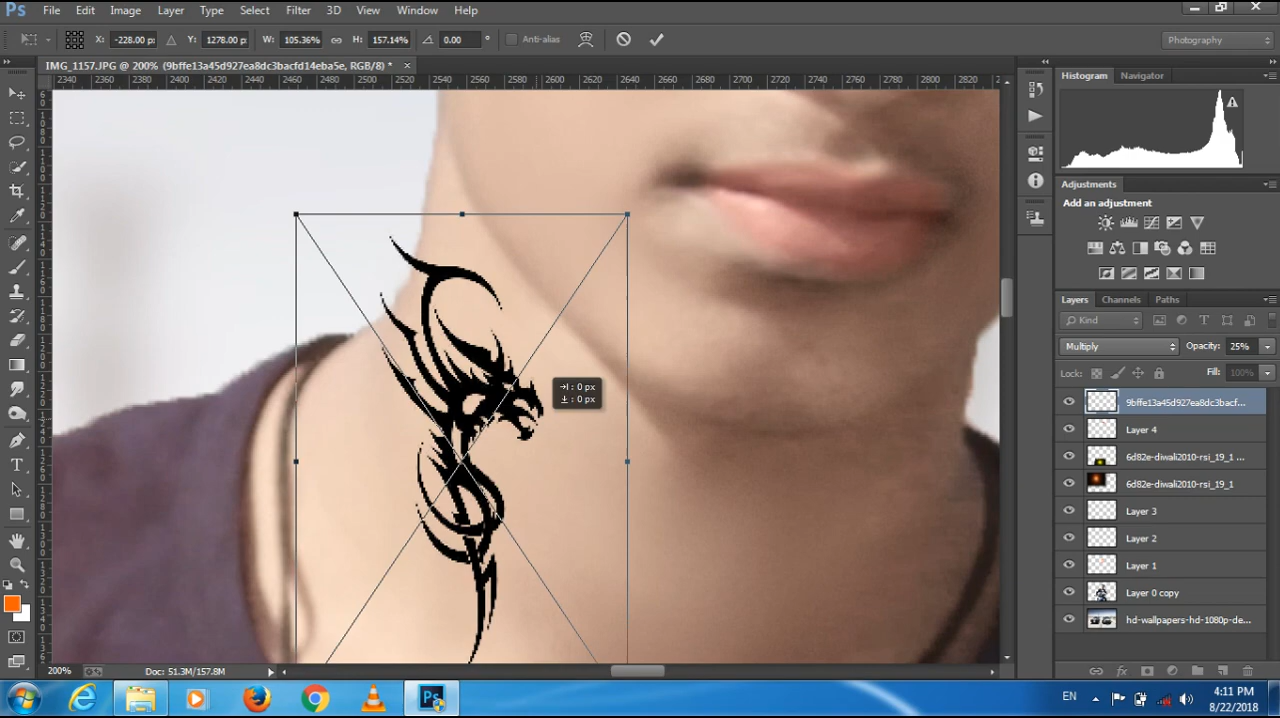 Ps File Edit Image Layer Type Select Filter 3D View Window Help
X: -228.00 p: Y: 1278.00 p: W: 105.36% H: 157.14% 0.00 ° Anti-alias Photography
IMG_1157.JPG @ 200% (9bffe13a45d927ea8dc3bacfd14eba5e, RGB/8) * ×
2340 2360 2380 2400 2420 2440 2460 2480 2500 2520 2540 2560 2580 2600 2620 2640 2660 2680 2700 2720 2740 2760 2780 2800 2820
Histogram Navigator
Adjustments
Add an adjustment
Layers Channels Paths
Kind
Multiply Opacity: 25%
Lock: Fill: 100%
9bffe13a45d927ea8dc3bacf...
Layer 4
6d82e-diwali2010-rsi_19_1 ...
6d82e-diwali2010-rsi_19_1
Layer 3
Layer 2
Layer 1
Layer 0 copy
hd-wallpapers-hd-1080p-de...
: 0 px
: 0 px
200% Doc: 51.3M/157.8M
EN 4:11 PM
8/22/2018